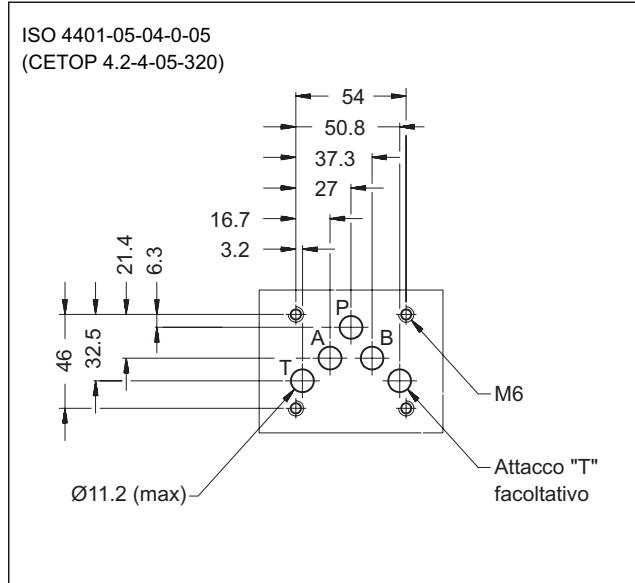 ISO 4401-05-04-0-05
(CETOP 4.2-4-05-320)
54
50.8
37.3
27
16.7
3.2
21.4
6.3
32.5
46
P
A
B
T
M6
Attacco "T"
facoltativo
Ø11.2 (max)